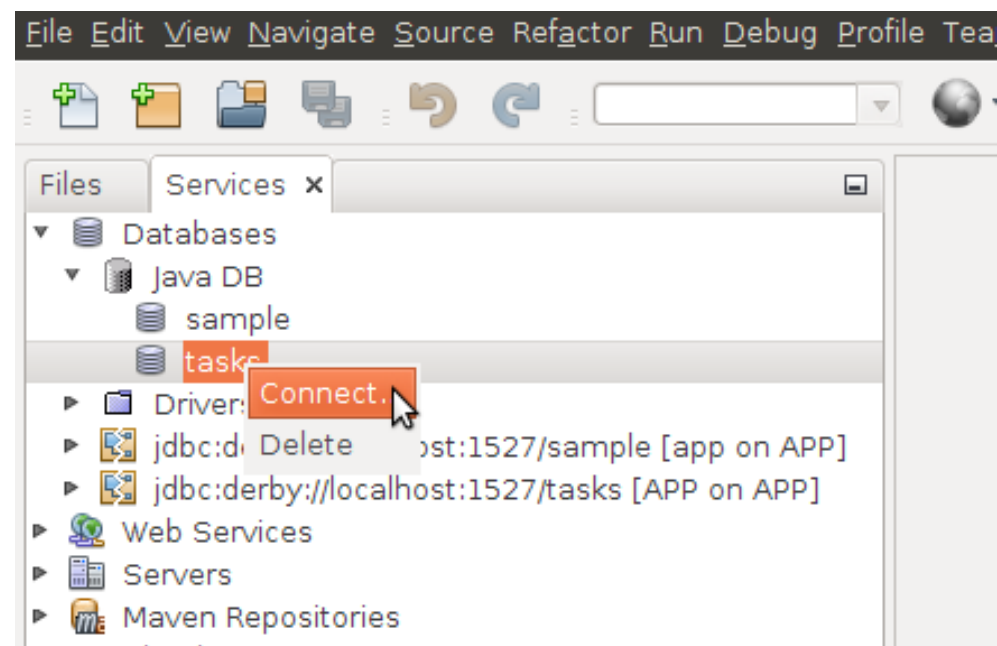 File Edit View Navigate Source Refactor Run Debug Profile Tea
Files Services x
Databases
Java DB
sample
tasks
Connect.
Drivers
Delete
jdbc:d ost:1527/sample [app on APP]
jdbc:derby://localhost:1527/tasks [APP on APP]
Web Services
Servers
Maven Repositories